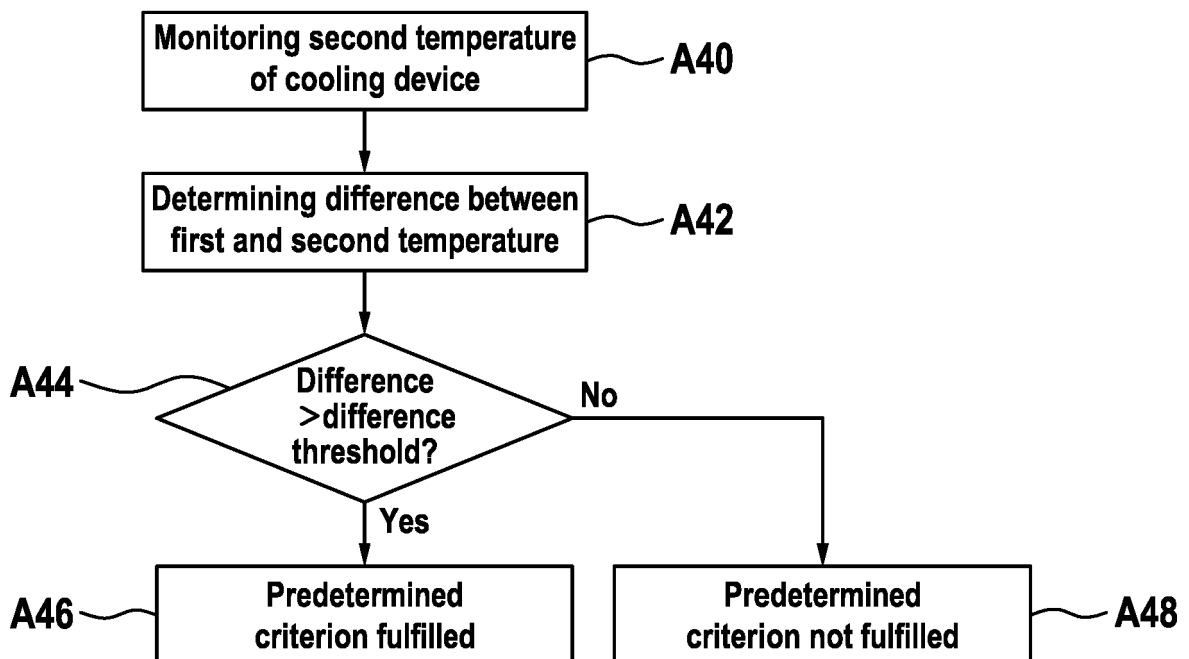 Monitoring second temperature
of cooling device
A40
Determining difference between
first and second temperature
A42
A44
Difference
>difference
threshold?
No
Yes
A46
Predetermined
criterion fulfilled
Predetermined
criterion not fulfilled
A48